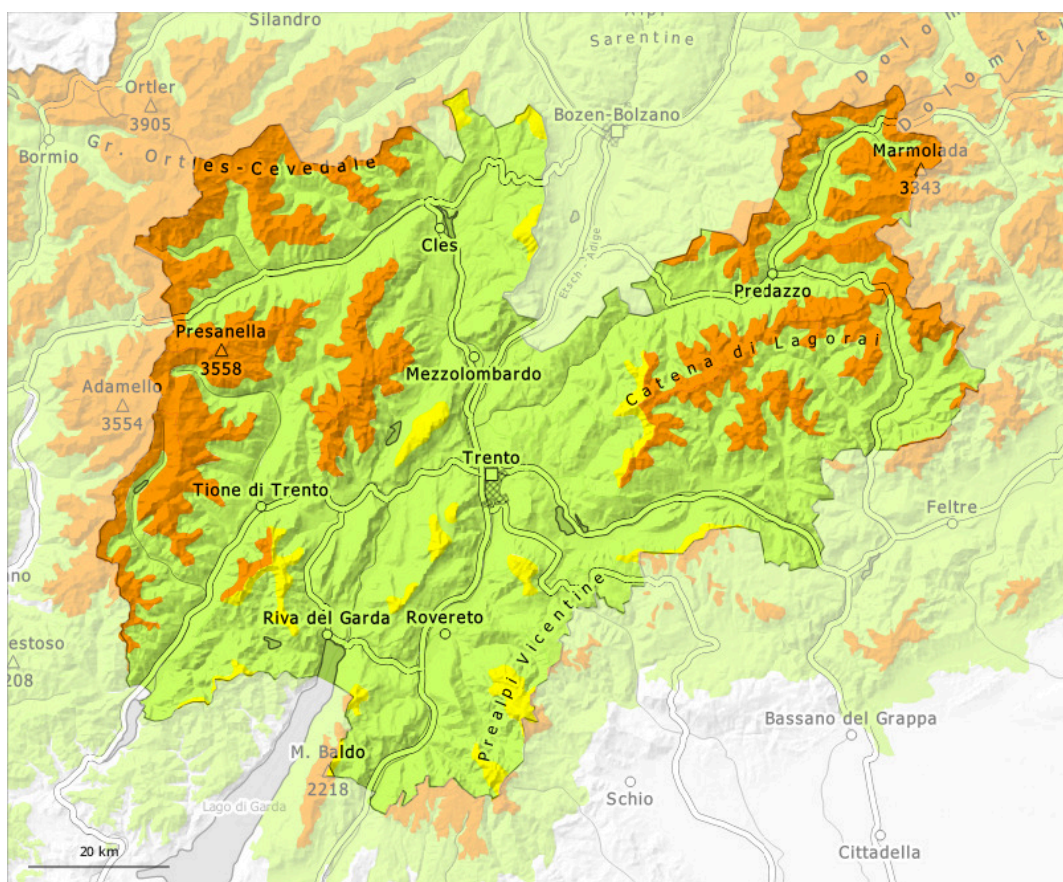 Silandro
Sarentine
Ortler
3905
Bozen-Bolzano
Bormio
Gr. Ortles-Cevedale
Marmolada
3343
Cles
Etsch - Adige
Predazzo
Presanella
3558
Catena di Lagorai
Mezzolombardo
Adamello
3554
Trento
Tione di Trento
Feltre
Riva del Garda
Rovereto
Prealpi Vicentine
208
Bassano del Grappa
M. Baldo
2218
Schio
Lago di Garda
20 km
Cittadella